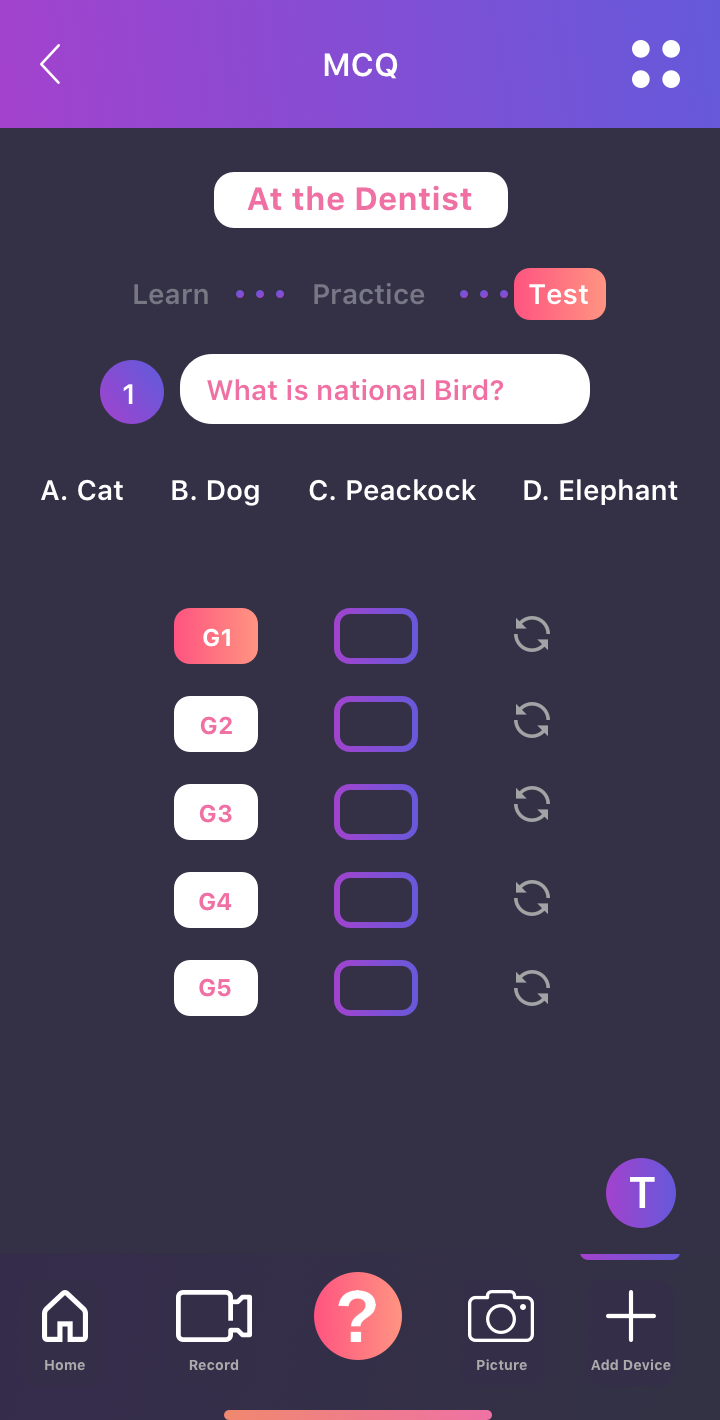 MCQ
At the Dentist
Learn Practice Test
1 What is national Bird?
A. Cat B. Dog C. Peackock D. Elephant
G1
G2
G3
G4
G5
T
?
Home Record Picture Add Device